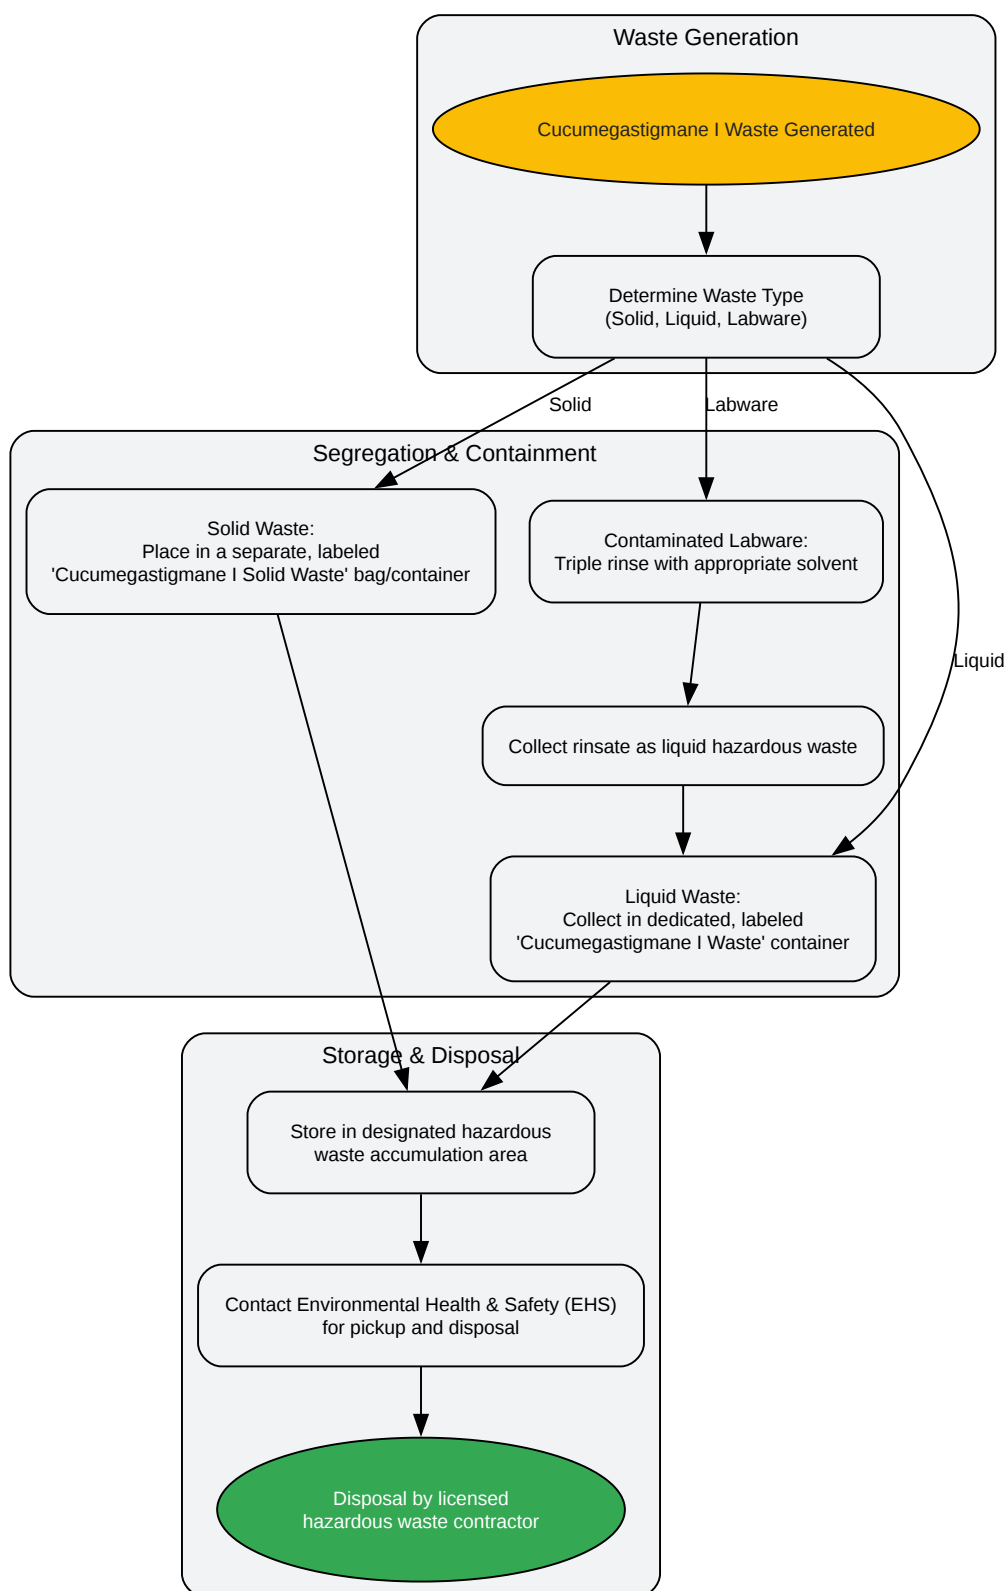 Waste Generation
Cucumegastigmane I Waste Generated
Determine Waste Type
(Solid, Liquid, Labware)
Solid
Labware
Segregation & Containment
Solid Waste:
Place in a separate, labeled
'Cucumegastigmane I Solid Waste' bag/container
Contaminated Labware:
Triple rinse with appropriate solvent
Liquid
Collect rinsate as liquid hazardous waste
Liquid Waste:
Collect in dedicated, labeled
'Cucumegastigmane I Waste' container
Storage & Disposal
Store in designated hazardous
waste accumulation area
Contact Environmental Health & Safety (EHS)
for pickup and disposal
Disposal by licensed
hazardous waste contractor